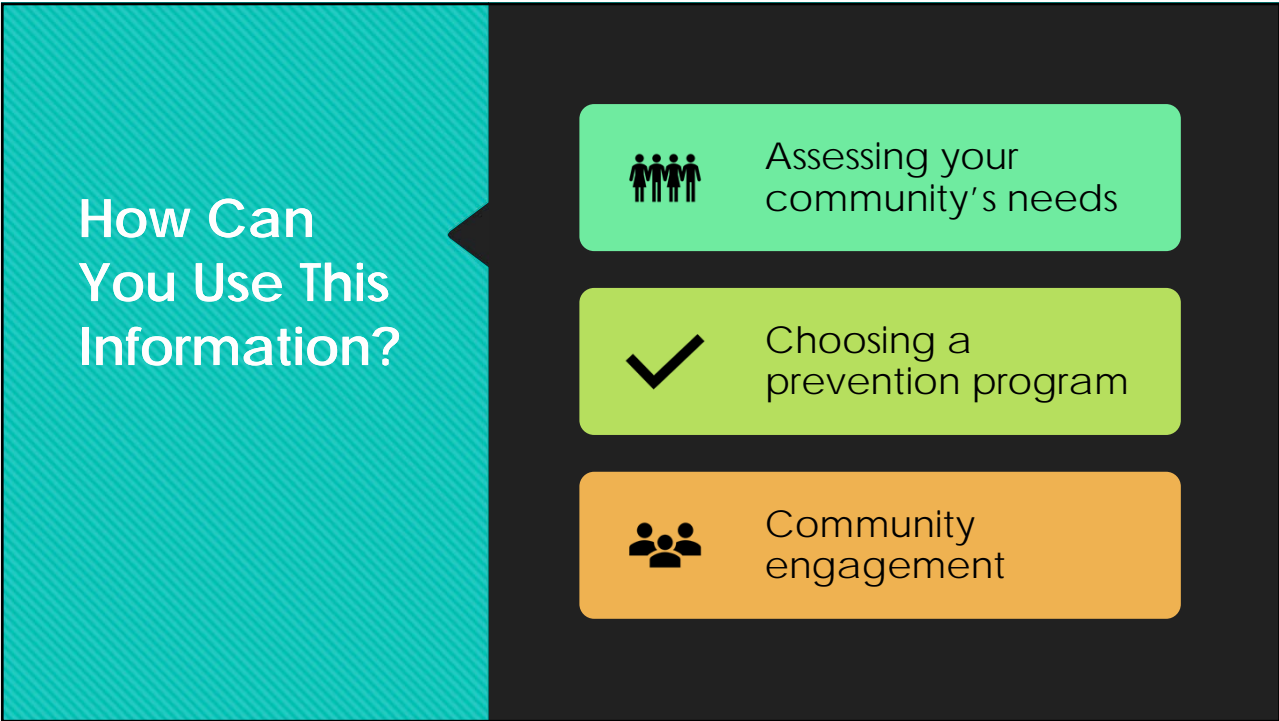 How Can
You Use This
Information?
Assessing your
community’s needs
Choosing a
prevention program
Community
engagement